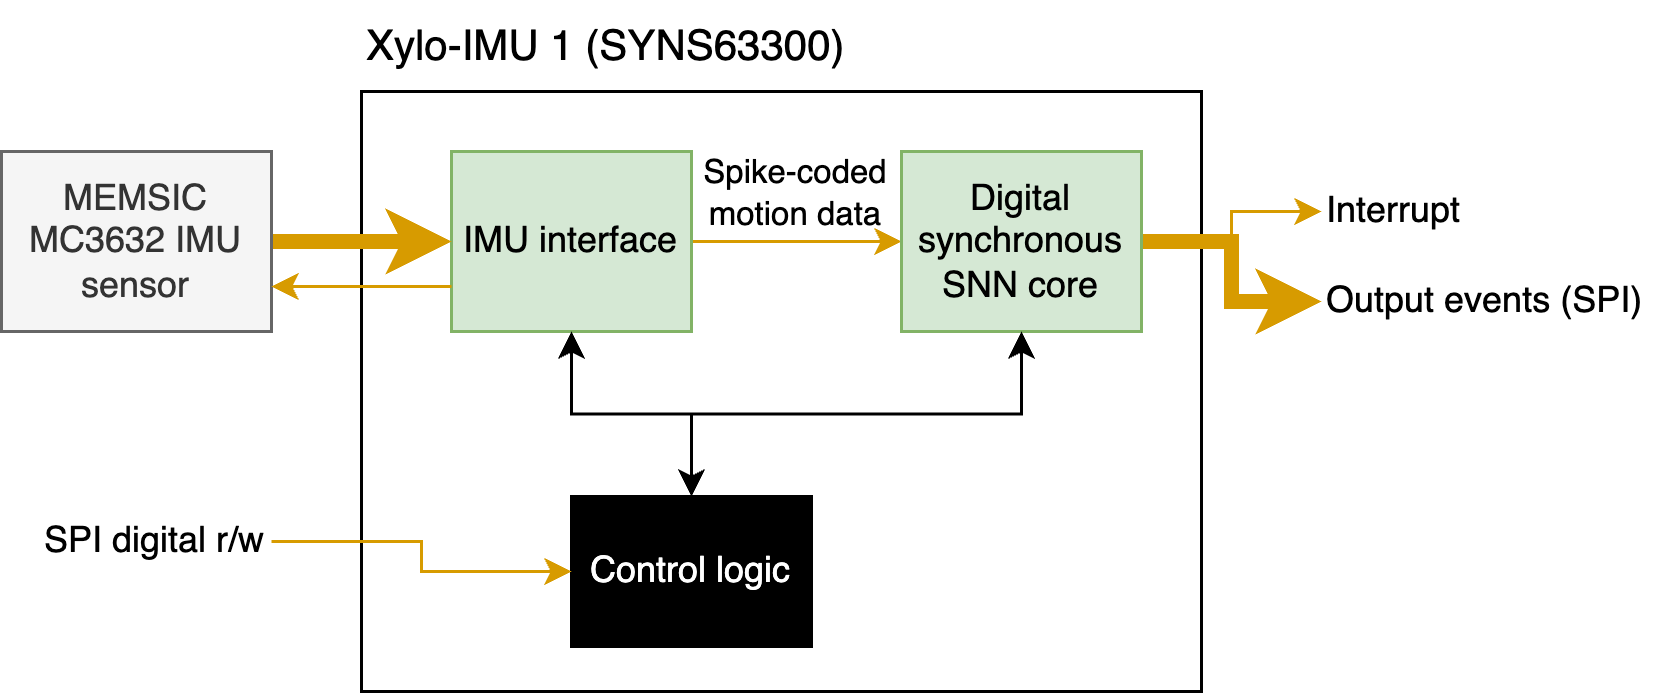 Xylo-IMU 1 (SYNS63300)
MEMSIC
MC3632 IMU
sensor
IMU interface
Spike-coded
motion data
Digital
synchronous
SNN core
Interrupt
Output events (SPI)
SPI digital r/w
Control logic